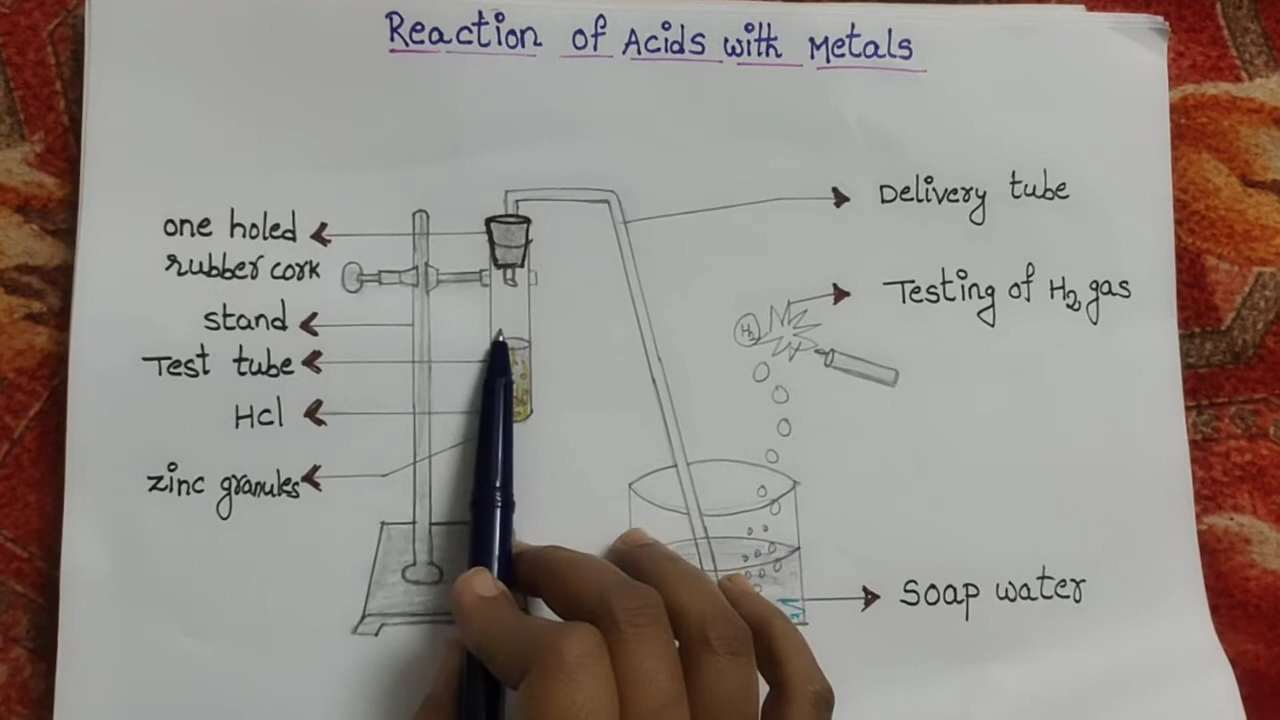 Reaction of Acids with Metals
one holed
rubber cork
stand
Test tube
Hcl
zinc granules
Delivery tube
H2
Testing of H2 gas
soap water